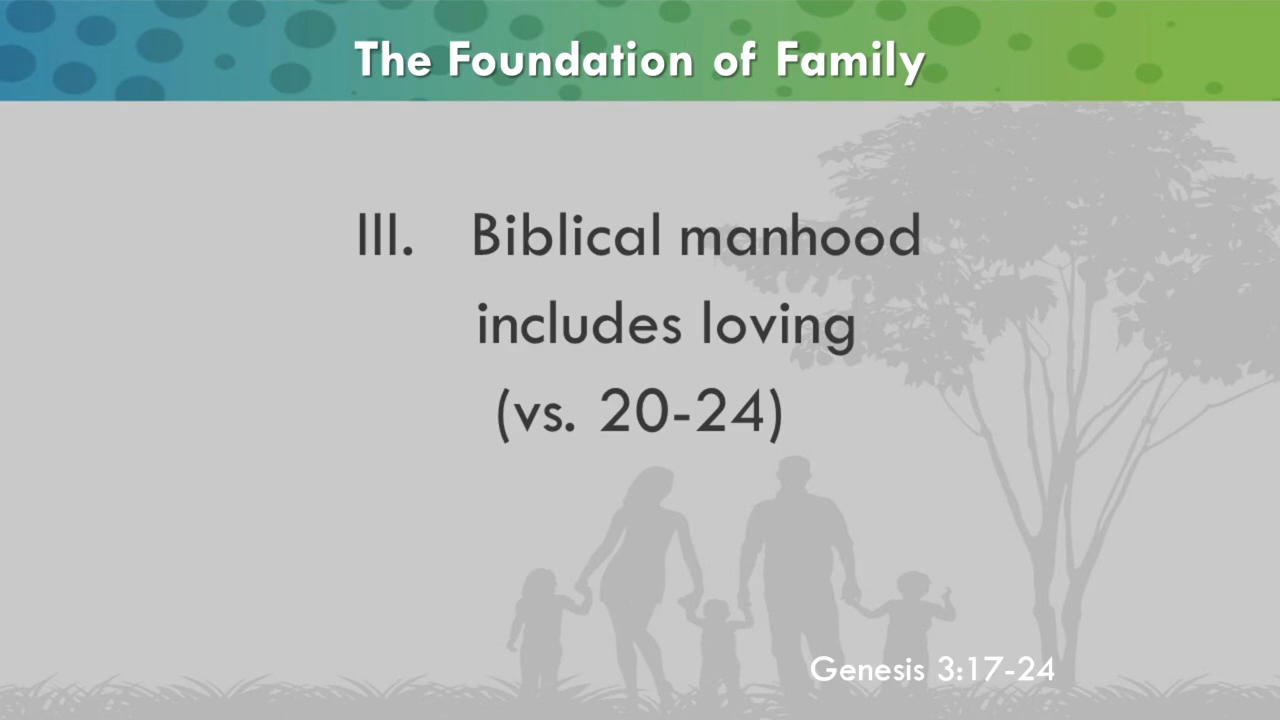 The Foundation of Family
III. Biblical manhood
includes loving
(vs. 20-24)
Genesis 3:17-24